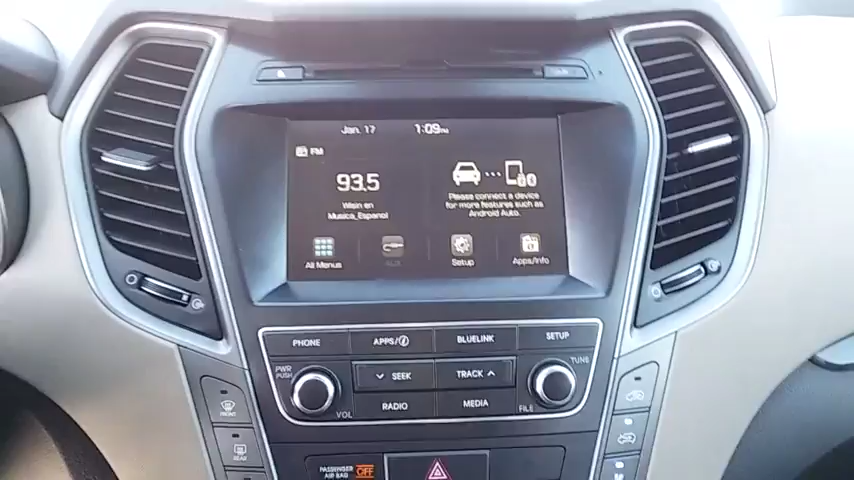 Jan. 17 1:09PM
FM
93.5
Wisin en
Musica_Espanol
Please connect a device
for more features such as
Android Auto.
All Menus AUX Setup Apps/Info
PHONE APPS/i BLUELINK SETUP
PWR
PUSH
SEEK TRACK
TUNE
VOL RADIO MEDIA FILE
FRONT
REAR
PASSENGER
AIR BAG OFF